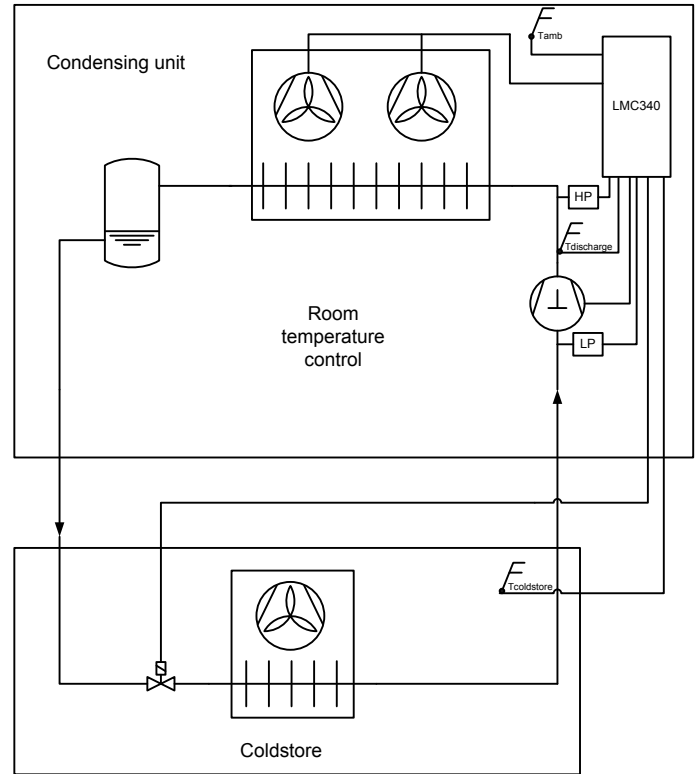 Tamb
Condensing unit
LMC340
HP
Tdischarge
Room
temperature
control
LP
Tcoldstore
Coldstore